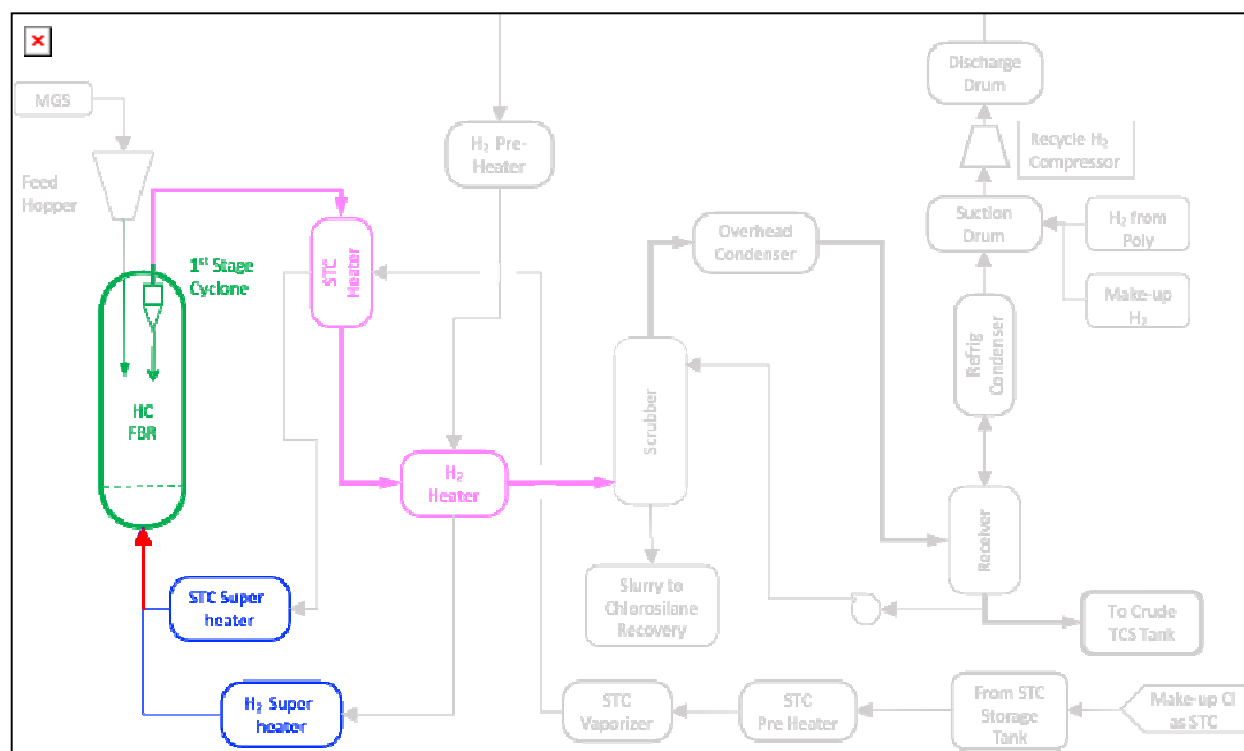 MGS
Feed
Hopper
1st Stage
Cyclone
HC
FBR
STC
Heater
H₂ Pre-
Heater
H₂
Heater
STC Super
heater
H₂ Super
heater
Scrubber
Overhead
Condenser
Slurry to
Chlorosilane
Recovery
STC
Vaporizer
STC
Pre Heater
From STC
Storage
Tank
Make-up Cl
as STC
To Crude
TCS Tank
Receiver
Refrig
Condenser
Suction
Drum
H₂ from
Poly
Make-up
H₂
Recycle H₂
Compressor
Discharge
Drum